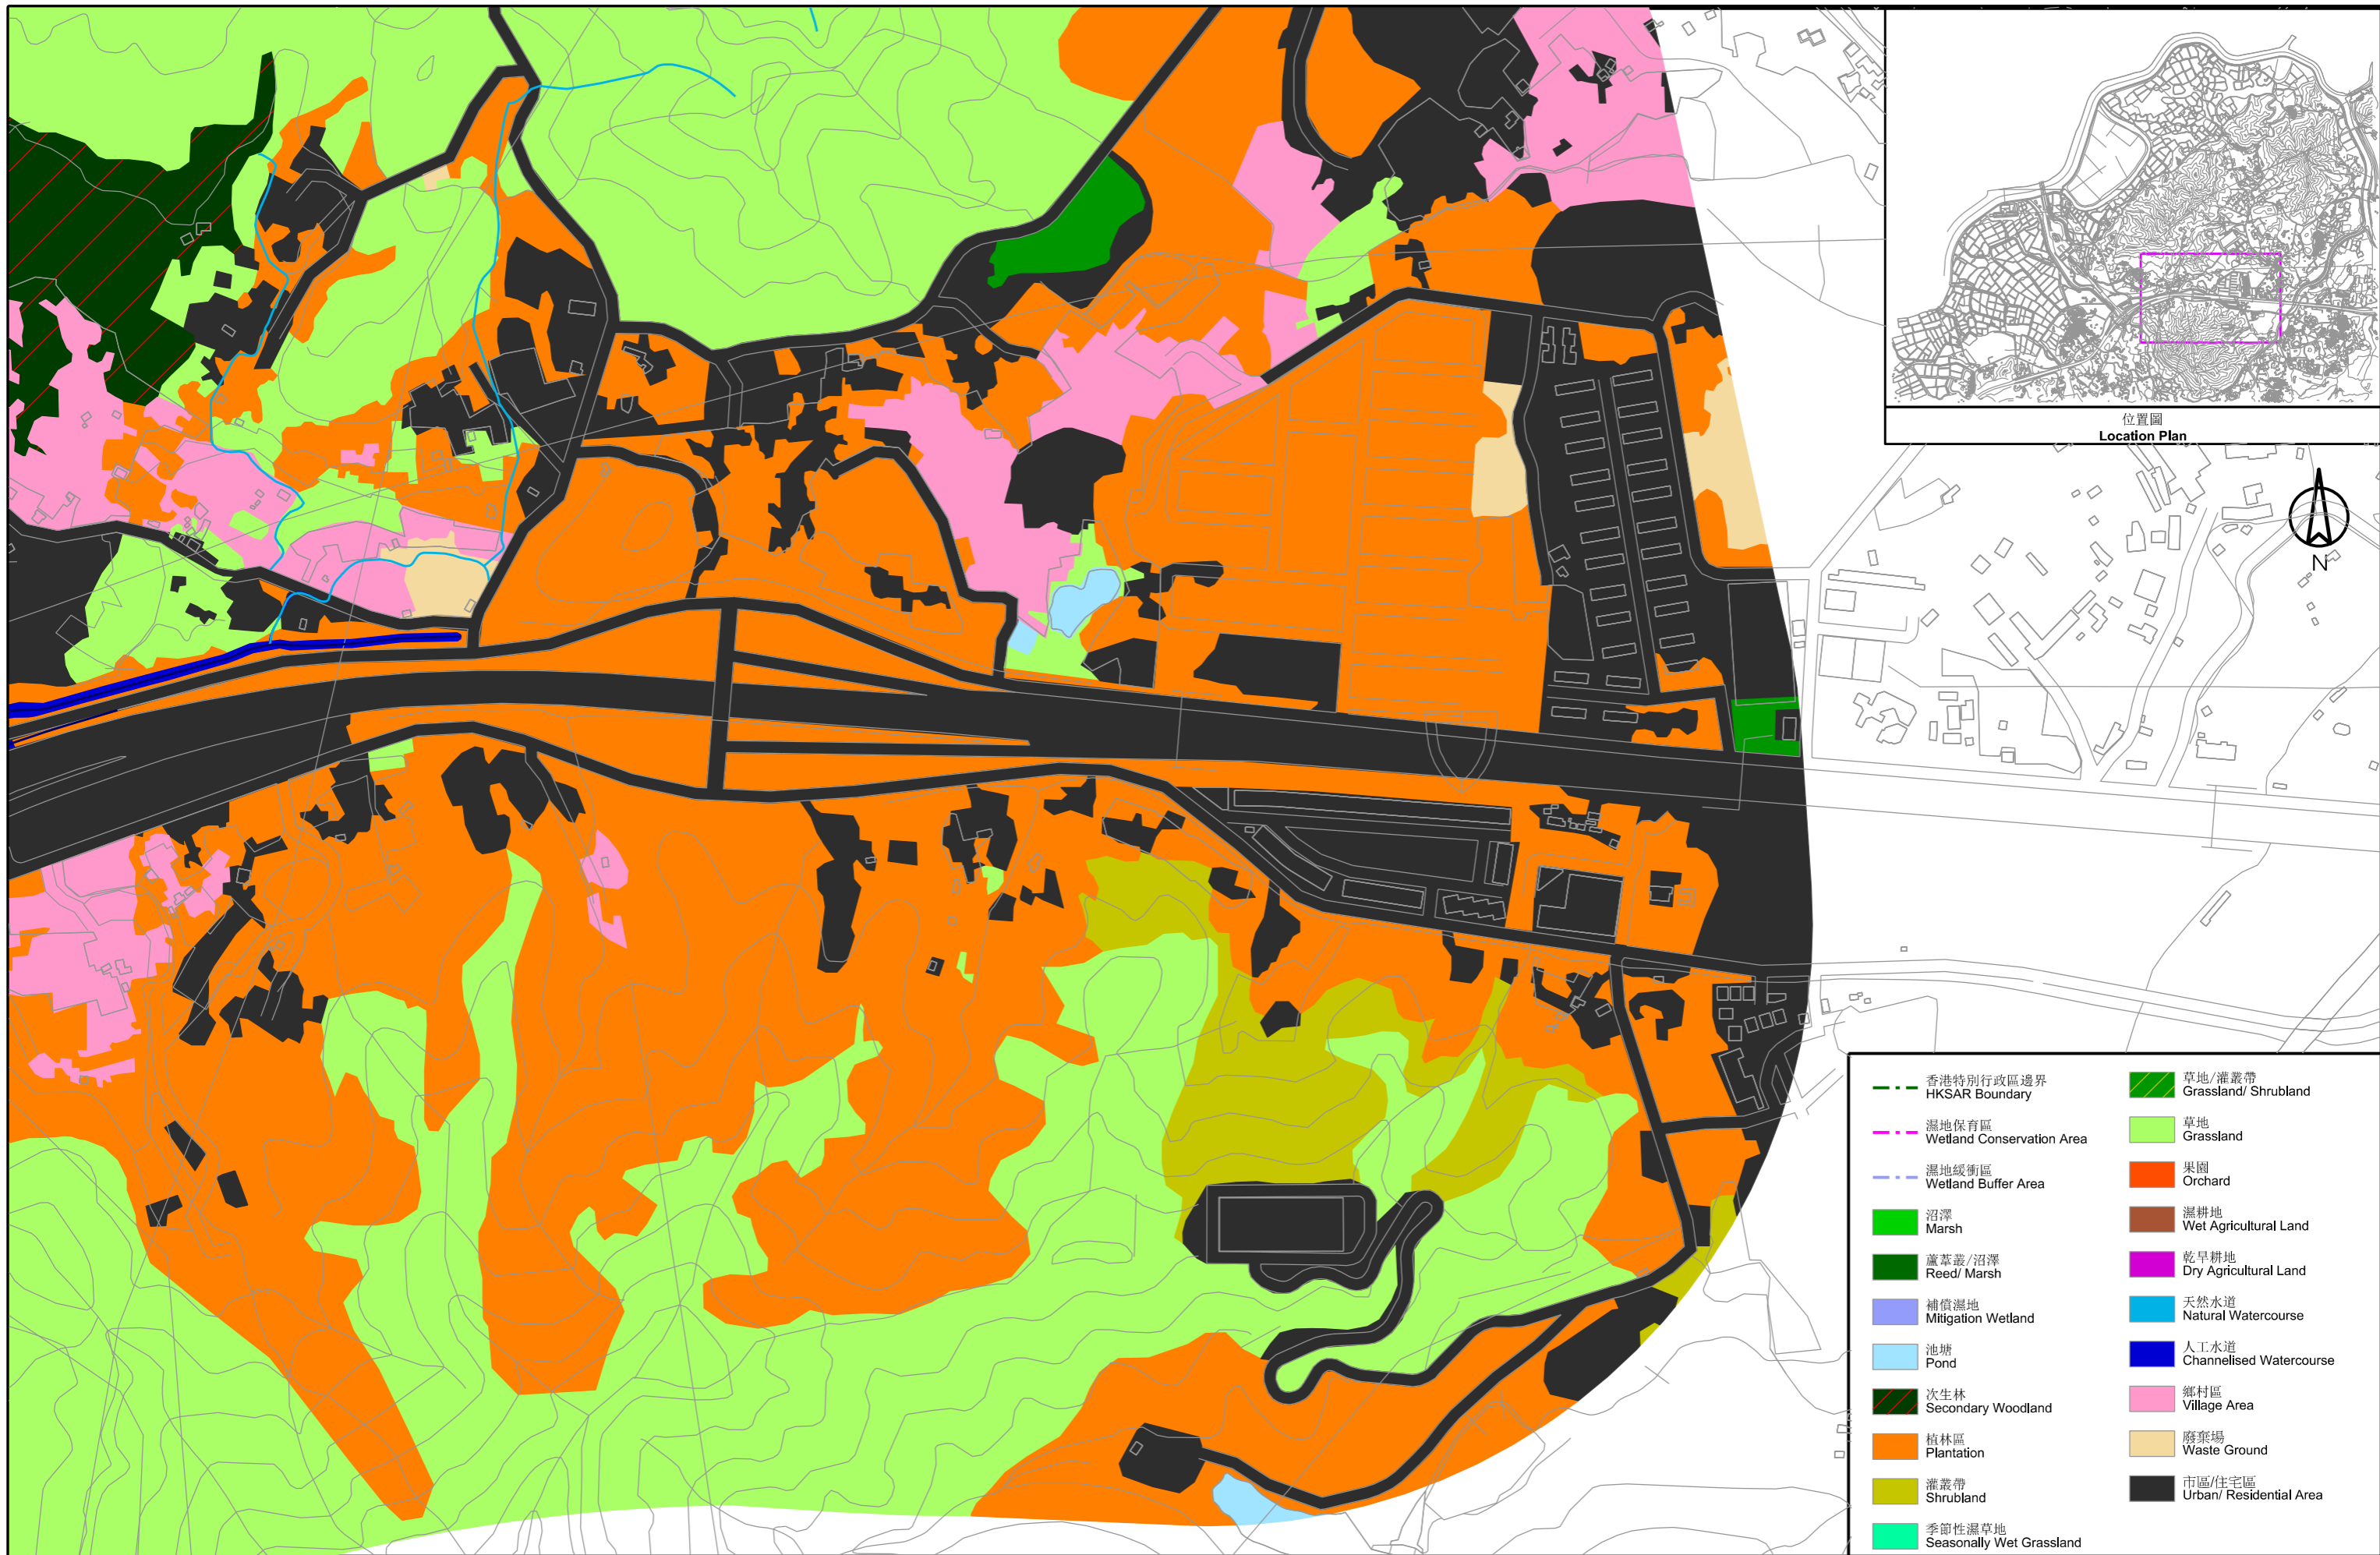 位置圖
Location Plan
N
香港特別行政區邊界
HKSAR Boundary
濕地保育區
Wetland Conservation Area
濕地緩衝區
Wetland Buffer Area
沼澤
Marsh
蘆葦叢/沼澤
Reed/ Marsh
補償濕地
Mitigation Wetland
池塘
Pond
次生林
Secondary Woodland
植林區
Plantation
灌叢帶
Shrubland
季節性濕草地
Seasonally Wet Grassland
草地/灌叢帶
Grassland/ Shrubland
草地
Grassland
果園
Orchard
濕耕地
Wet Agricultural Land
乾旱耕地
Dry Agricultural Land
天然水道
Natural Watercourse
人工水道
Channelised Watercourse
鄉村區
Village Area
廢棄場
Waste Ground
市區/住宅區
Urban/ Residential Area